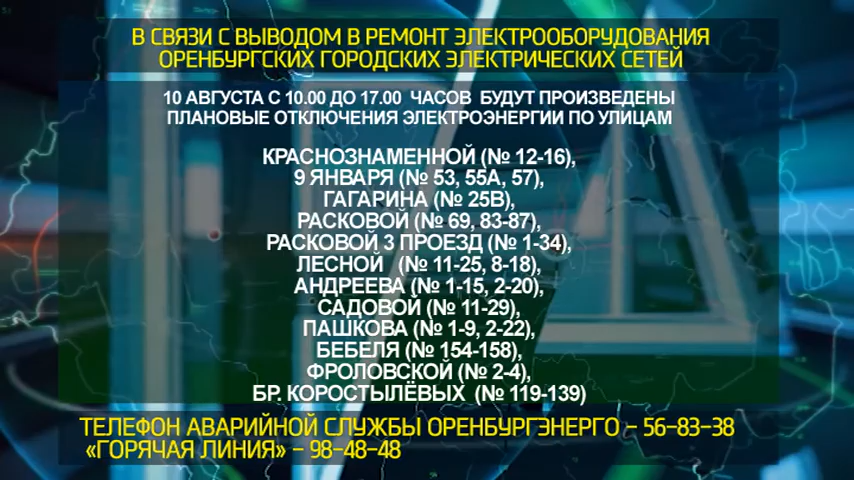 В СВЯЗИ С ВЫВОДОМ В РЕМОНТ ЭЛЕКТРООБОРУДОВАНИЯ
ОРЕНБУРГСКИХ ГОРОДСКИХ ЭЛЕКТРИЧЕСКИХ СЕТЕЙ
10 АВГУСТА С 10.00 ДО 17.00 ЧАСОВ БУДУТ ПРОИЗВЕДЕНЫ
ПЛАНОВЫЕ ОТКЛЮЧЕНИЯ ЭЛЕКТРОЭНЕРГИИ ПО УЛИЦАМ
КРАСНОЗНАМЕННОЙ (№ 12-16),
9 ЯНВАРЯ (№ 53, 55А, 57),
ГАГАРИНА (№ 25В),
РАСКОВОЙ (№ 69, 83-87),
РАСКОВОЙ 3 ПРОЕЗД (№ 1-34),
ЛЕСНОЙ (№ 11-25, 8-18),
АНДРЕЕВА (№ 1-15, 2-20),
САДОВОЙ (№ 11-29),
ПАШКОВА (№ 1-9, 2-22),
БЕБЕЛЯ (№ 154-158),
ФРОЛОВСКОЙ (№ 2-4),
БР. КОРОСТЫЛЁВЫХ (№ 119-139)
ТЕЛЕФОН АВАРИЙНОЙ СЛУЖБЫ ОРЕНБУРГЭНЕРГО - 56-83-38
«ГОРЯЧАЯ ЛИНИЯ» - 98-48-48